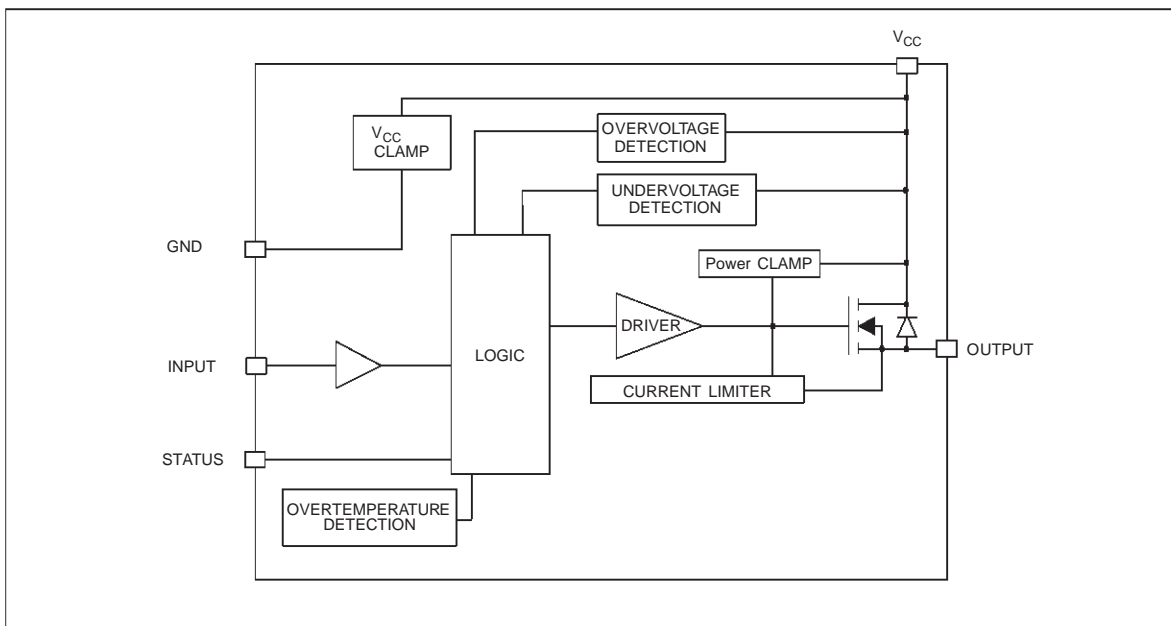 VCC
VCC
CLAMP
OVERVOLTAGE
DETECTION
UNDERVOLTAGE
DETECTION
GND
Power CLAMP
DRIVER
LOGIC
OUTPUT
INPUT
CURRENT LIMITER
STATUS
OVERTEMPERATURE
DETECTION